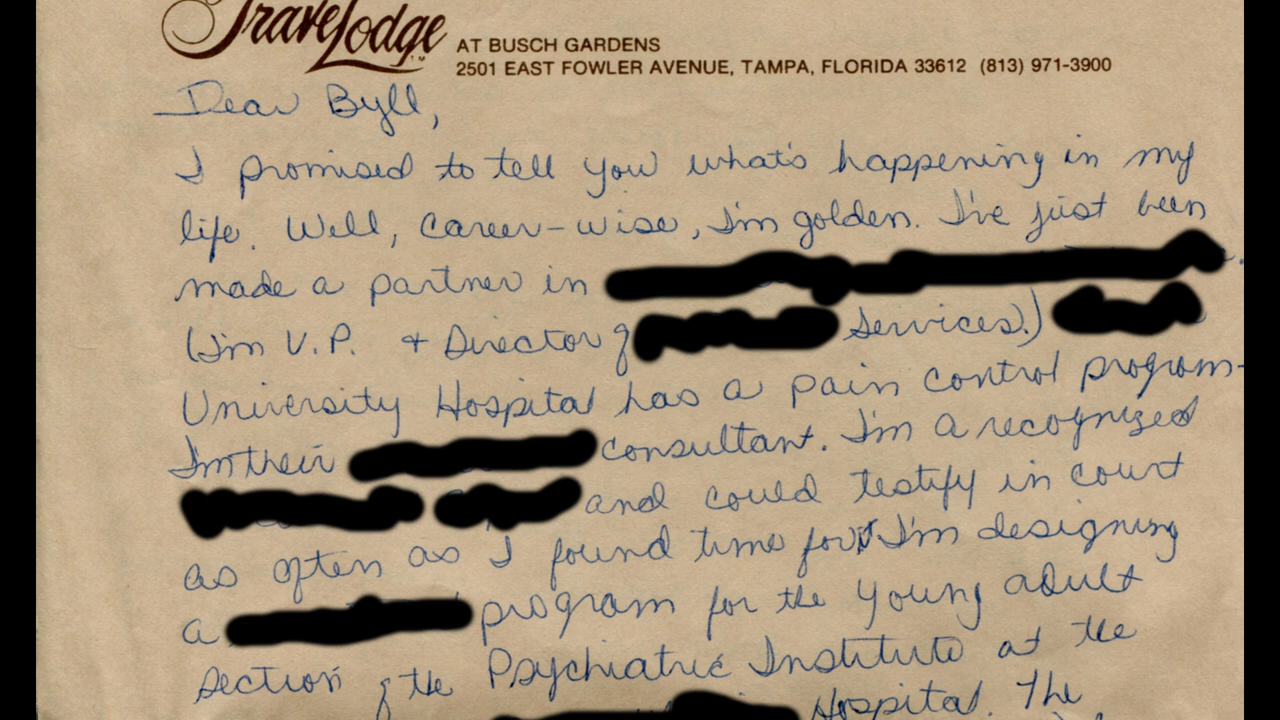 TraveLodge™
AT BUSCH GARDENS
2501 EAST FOWLER AVENUE, TAMPA, FLORIDA 33612 (813) 971-3900
Dear Byll,
I promised to tell you what's happening in my
life. Well, career-wise, I'm golden. I've just been
made a partner in .
(I'm V.P. + Director of Services.)
University Hospital has a pain control program-
I'm their consultant. I'm a recognized
and could testify in court
as often as I found time for. I'm designing
a program for the young adult
section of the Psychiatric Institute at the
Hospital. The